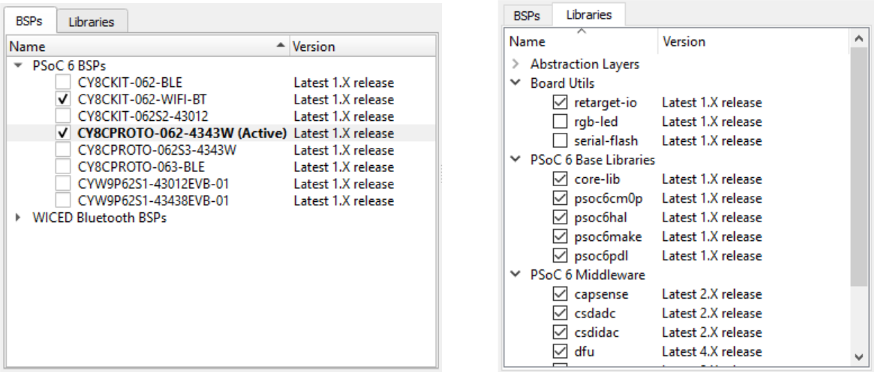 BSPs Libraries
Name Version
PSoC 6 BSPs
CY8CKIT-062-BLE Latest 1.X release
CY8CKIT-062-WIFI-BT Latest 1.X release
CY8CKIT-062S2-43012 Latest 1.X release
CY8CPROTO-062-4343W (Active) Latest 1.X release
CY8CPROTO-062S3-4343W Latest 1.X release
CY8CPROTO-063-BLE Latest 1.X release
CYW9P62S1-43012EVB-01 Latest 1.X release
CYW9P62S1-43438EVB-01 Latest 1.X release
WICED Bluetooth BSPs
BSPs Libraries
Name Version
Abstraction Layers
Board Utils
retarget-io Latest 1.X release
rgb-led Latest 1.X release
serial-flash Latest 1.X release
PSoC 6 Base Libraries
core-lib Latest 1.X release
psoc6cm0p Latest 1.X release
psoc6hal Latest 1.X release
psoc6make Latest 1.X release
psoc6pdl Latest 1.X release
PSoC 6 Middleware
capsense Latest 2.X release
csdadc Latest 2.X release
csdidac Latest 2.X release
dfu Latest 4.X release